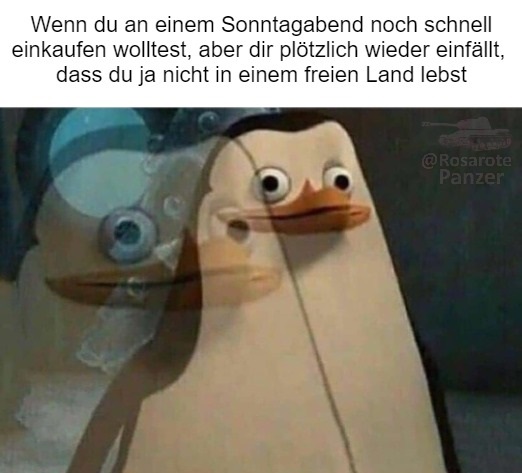 Wenn du an einem Sonntagabend noch schnell
einkaufen wolltest, aber dir plötzlich wieder einfällt,
dass du ja nicht in einem freien Land lebst
@Rosarote
Panzer